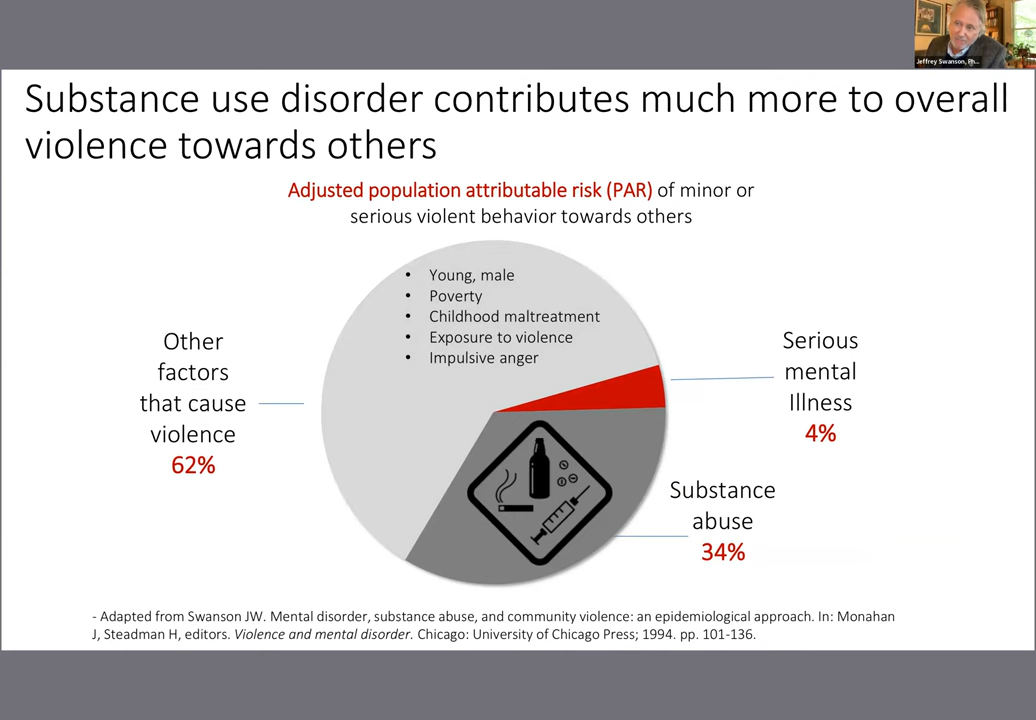 Jeffrey Swanson, Ph...
Substance use disorder contributes much more to overall
violence towards others
Adjusted population attributable risk (PAR) of minor or
serious violent behavior towards others
• Young, male
• Poverty
• Childhood maltreatment
• Exposure to violence
• Impulsive anger
Other
factors
that cause
violence
62%
Serious
mental
Illness
4%
Substance
abuse
34%
- Adapted from Swanson JW. Mental disorder, substance abuse, and community violence: an epidemiological approach. In: Monahan
J, Steadman H, editors. Violence and mental disorder. Chicago: University of Chicago Press; 1994. pp. 101-136.